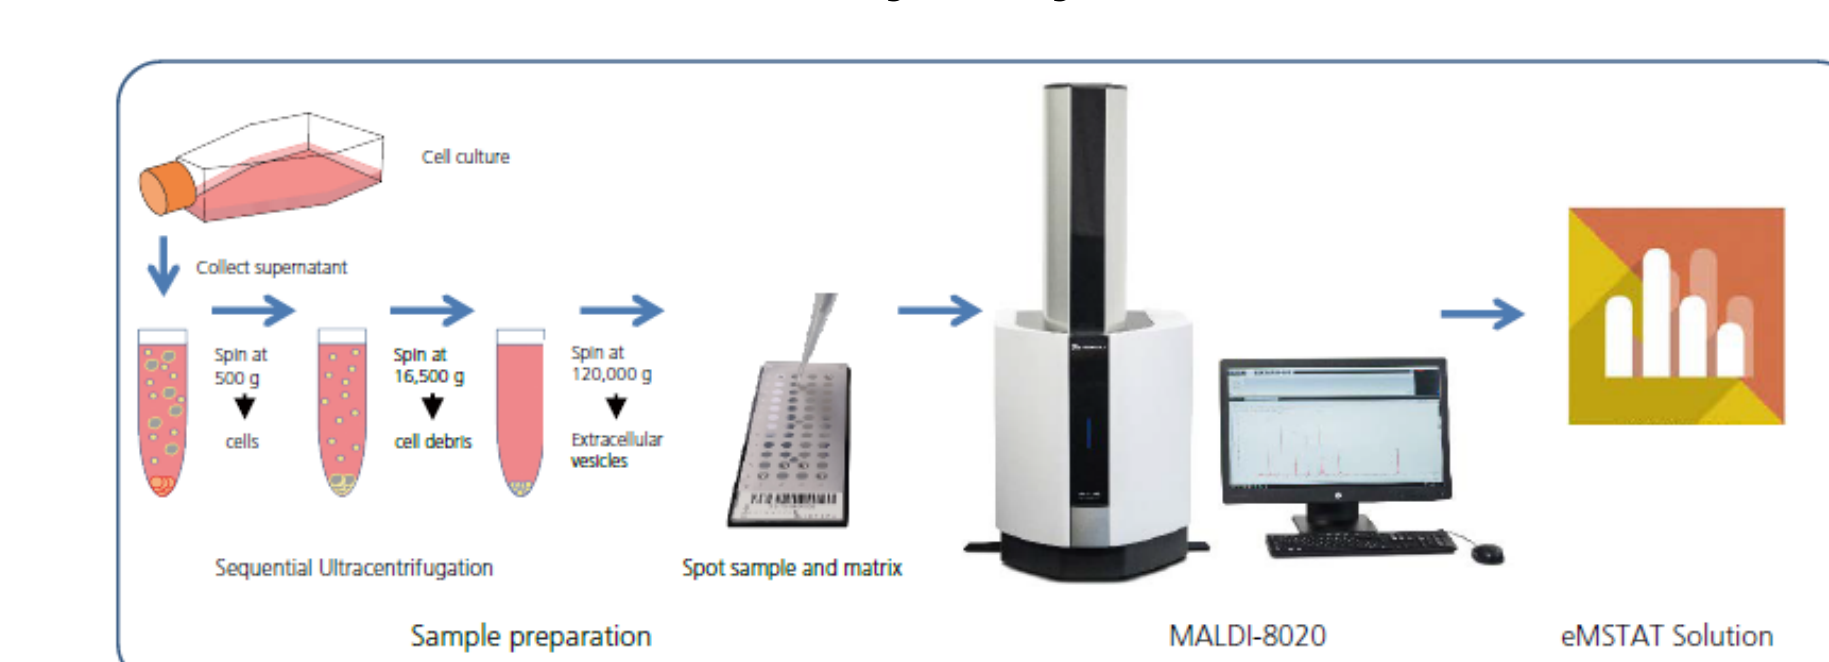 Cell culture
Collect supernatant
Spin at
500 g
cells
Spin at
16,500 g
cell debris
Spin at
120,000 g
Extracellular
vesicles
Sequential Ultracentrifugation
Spot sample and matrix
Sample preparation
MALDI-8020
eMSTAT Solution